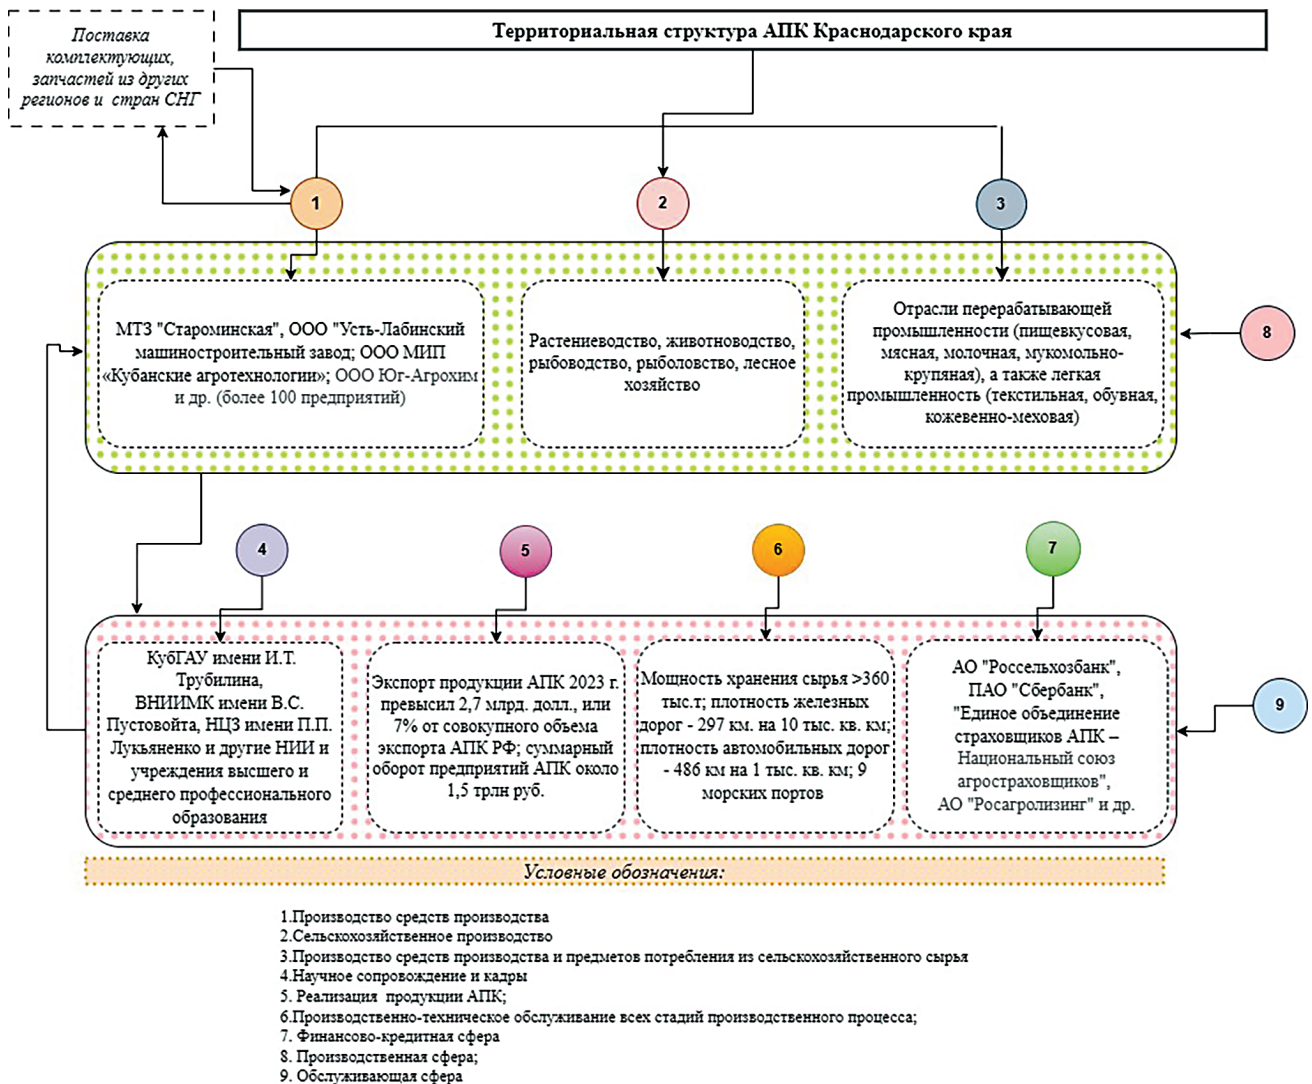 Поставка
комплектующих,
запчастей из других
регионов и стран СНГ
Территориальная структура АПК Краснодарского края
1
2
3
МТЗ "Староминская", ООО "Усть-Лабинский
машиностроительный завод; ООО МИП
«Кубанские агротехнологии»; ООО Юг-Агрохим
и др. (более 100 предприятий)
Растениеводство, животноводство,
рыбоводство, рыболовство, лесное
хозяйство
Отрасли перерабатывающей
промышленности (пищевкусовая,
мясная, молочная, мукомольно-
крупяная), а также легкая
промышленность (текстильная, обувная,
кожевенно-меховая)
8
4
5
6
7
КубГАУ имени И.Т.
Трубилина,
ВНИИМК имени В.С.
Пустовойта, НЦЗ имени П.П.
Лукьяненко и другие НИИ и
учреждения высшего и
среднего профессионального
образования
Экспорт продукции АПК 2023 г.
превысил 2,7 млрд. долл., или
7% от совокупного объема
экспорта АПК РФ; суммарный
оборот предприятий АПК около
1,5 трлн руб.
Мощность хранения сырья >360
тыс.т; плотность железных
дорог - 297 км. на 10 тыс. кв. км;
плотность автомобильных дорог
- 486 км на 1 тыс. кв. км; 9
морских портов
АО "Россельхозбанк",
ПАО "Сбербанк",
"Единое объединение
страховщиков АПК –
Национальный союз
агростраховщиков",
АО "Росагролизинг" и др.
9
Условные обозначения:
1.Производство средств производства
2.Сельскохозяйственное производство
3.Производство средств производства и предметов потребления из сельскохозяйственного сырья
4.Научное сопровождение и кадры
5. Реализация продукции АПК;
6.Производственно-техническое обслуживание всех стадий производственного процесса;
7. Финансово-кредитная сфера
8. Производственная сфера;
9. Обслуживающая сфера